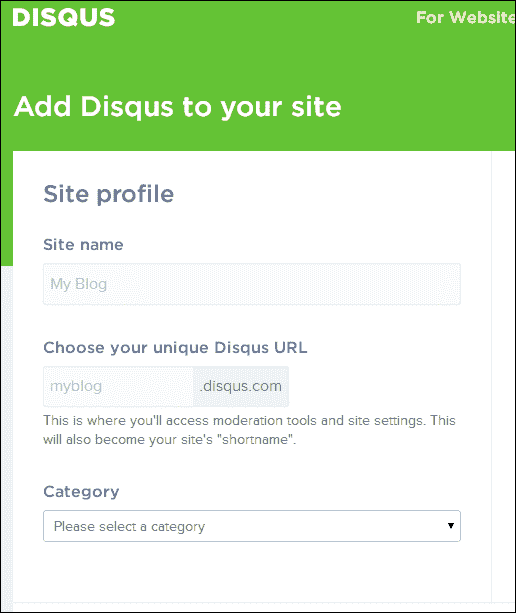 DISQUS
For Website
Add Disqus to your site
Site profile
Site name
My Blog
Choose your unique Disqus URL
myblog .disqus.com
This is where you'll access moderation tools and site settings. This
will also become your site's "shortname".
Category
Please select a category